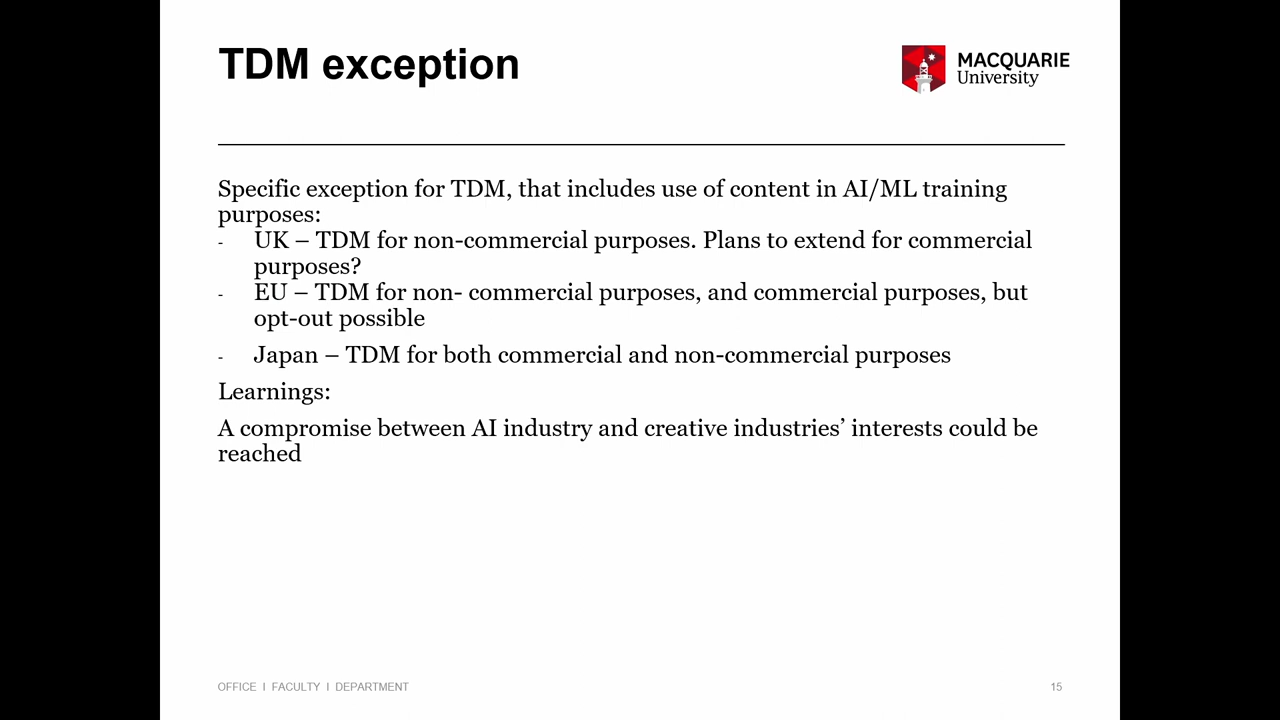 TDM exception
MACQUARIE
University
Specific exception for TDM, that includes use of content in AI/ML training
purposes:
- UK – TDM for non-commercial purposes. Plans to extend for commercial
purposes?
- EU – TDM for non- commercial purposes, and commercial purposes, but
opt-out possible
- Japan – TDM for both commercial and non-commercial purposes
Learnings:
A compromise between AI industry and creative industries’ interests could be
reached
OFFICE I FACULTY I DEPARTMENT
15